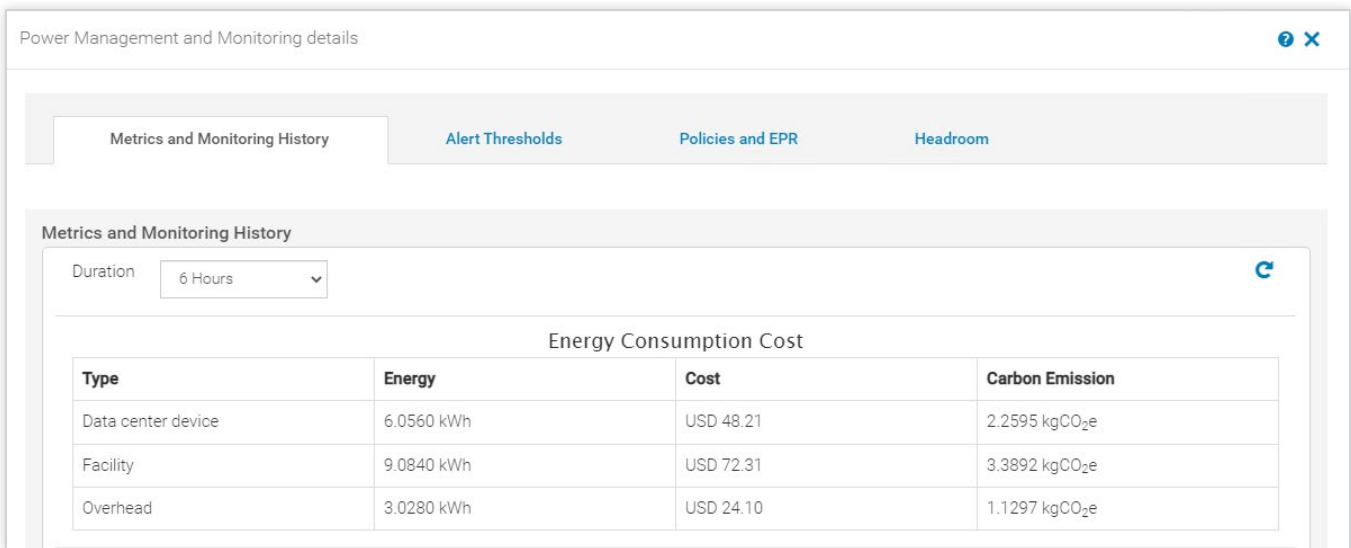 Power Management and Monitoring details
Metrics and Monitoring History Alert Thresholds Policies and EPR Headroom
Metrics and Monitoring History
Duration 6 Hours
Energy Consumption Cost
Type Energy Cost Carbon Emission
Data center device 6.0560 kWh USD 48.21 2.2595 kgCO₂e
Facility 9.0840 kWh USD 72.31 3.3892 kgCO₂e
Overhead 3.0280 kWh USD 24.10 1.1297 kgCO₂e